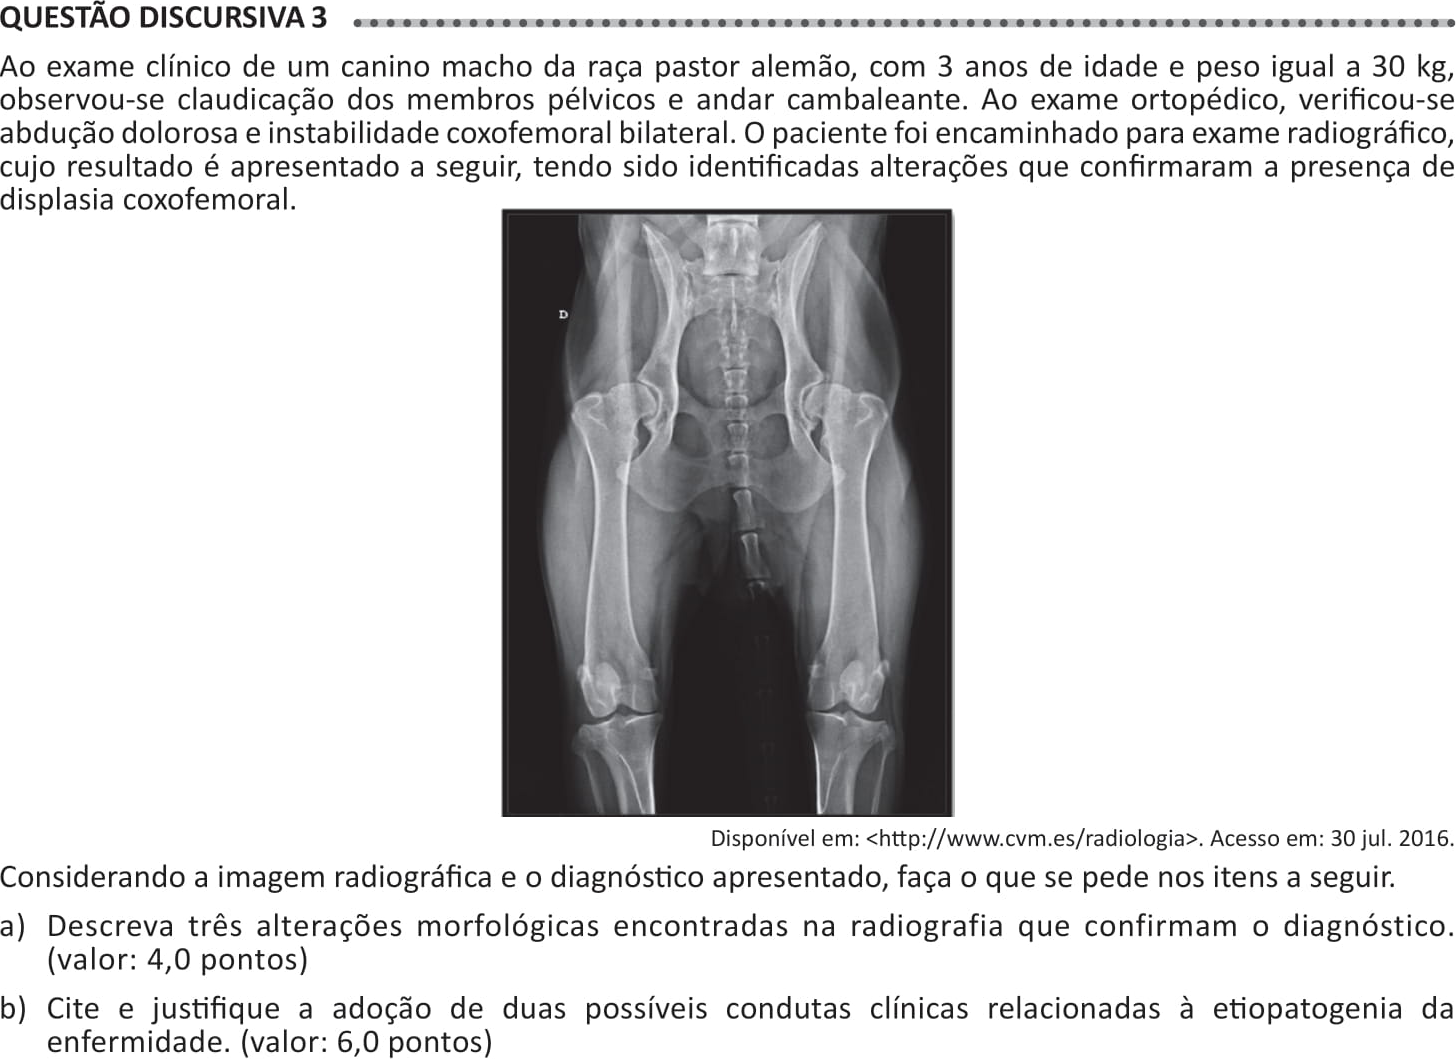 QUESTÃO DISCURSIVA 3
Ao exame clínico de um canino macho da raça pastor alemão, com 3 anos de idade e peso igual a 30 kg,
observou-se claudicação dos membros pélvicos e andar cambaleante. Ao exame ortopédico, verificou-se
abdução dolorosa e instabilidade coxofemoral bilateral. O paciente foi encaminhado para exame radiográfico,
cujo resultado é apresentado a seguir, tendo sido identificadas alterações que confirmaram a presença de
displasia coxofemoral.
D
Disponível em: <http://www.cvm.es/radiologia>. Acesso em: 30 jul. 2016.
Considerando a imagem radiográfica e o diagnóstico apresentado, faça o que se pede nos itens a seguir.
a) Descreva três alterações morfológicas encontradas na radiografia que confirmam o diagnóstico.
(valor: 4,0 pontos)
b) Cite e justifique a adoção de duas possíveis condutas clínicas relacionadas à etiopatogenia da
enfermidade. (valor: 6,0 pontos)